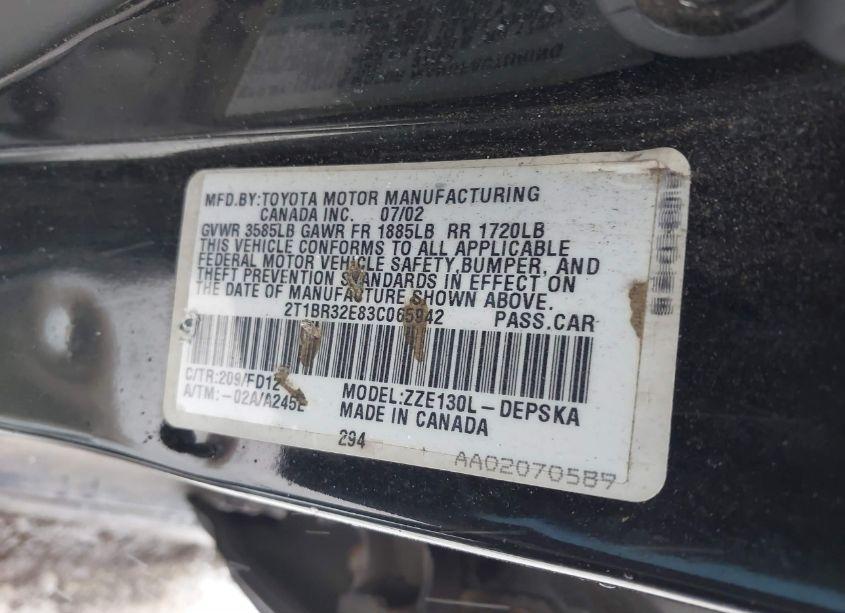 MFD.BY:TOYOTA MOTOR MANUFACTURING
CANADA INC. 07/02
GVWR 3585LB GAWR FR 1885LB RR 1720LB
THIS VEHICLE CONFORMS TO ALL APPLICABLE
FEDERAL MOTOR VEHICLE SAFETY,BUMPER, AND
THEFT PREVENTION STANDARDS IN EFFECT ON
THE DATE OF MANUFACTURE SHOWN ABOVE.
2T1BR32E83C065942 PASS.CAR
C/TR:209/FD12
A/TM:-02A/A245E
MODEL:ZZE130L-DEPSKA
MADE IN CANADA
294
AA02070589